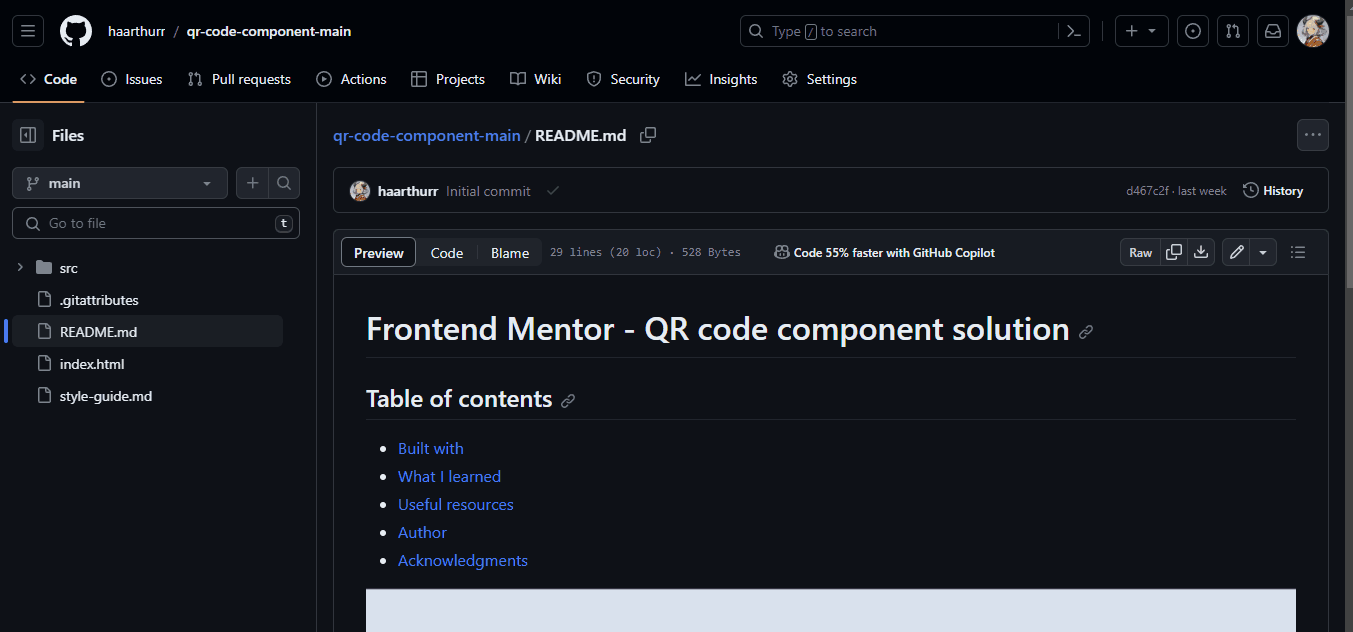 haarthurr / qr-code-component-main
Type / to search
Code Issues Pull requests Actions Projects Wiki Security Insights Settings
Files
main
Go to file t
src
.gitattributes
README.md
index.html
style-guide.md
qr-code-component-main / README.md
haarthurr Initial commit
d467c2f · last week History
Preview Code Blame 29 lines (20 loc) · 528 Bytes Code 55% faster with GitHub Copilot Raw
Frontend Mentor - QR code component solution
Table of contents
• Built with
• What I learned
• Useful resources
• Author
• Acknowledgments